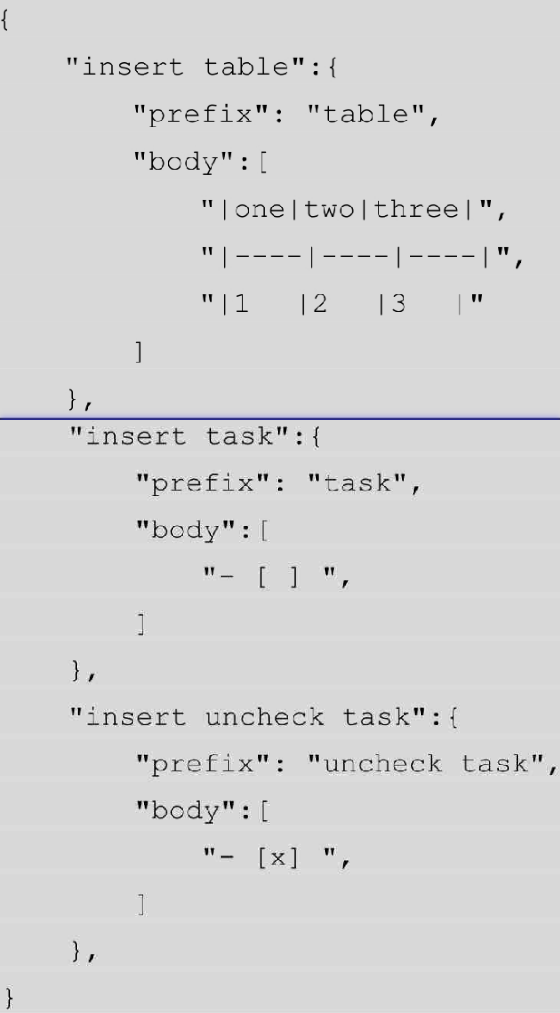 {
    "insert table":{
        "prefix": "table",
        "body":[
            "|one|two|three|",
            "|----|----|----|",
            "|1   |2   |3   |"
        ]
    },
    "insert task":{
        "prefix": "task",
        "body":[
            "- [ ] ",
        ]
    },
    "insert uncheck task":{
        "prefix": "uncheck task",
        "body":[
            "- [x] ",
        ]
    },
}